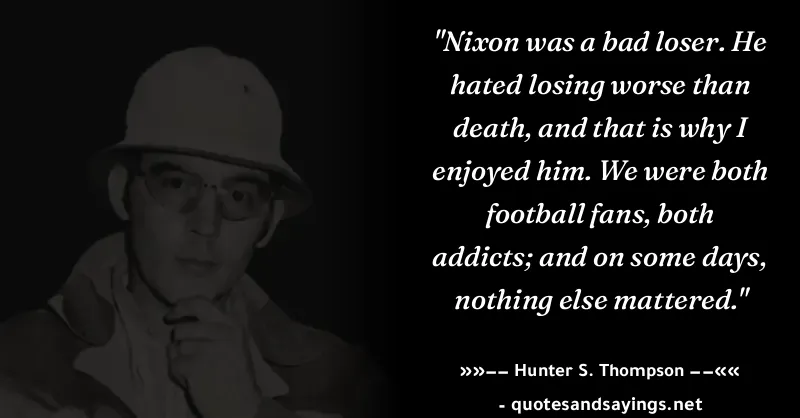 "Nixon was a bad loser. He
hated losing worse than
death, and that is why I
enjoyed him. We were both
football fans, both
addicts; and on some days,
nothing else mattered."
»»−− Hunter S. Thompson −−««
- quotesandsayings.net